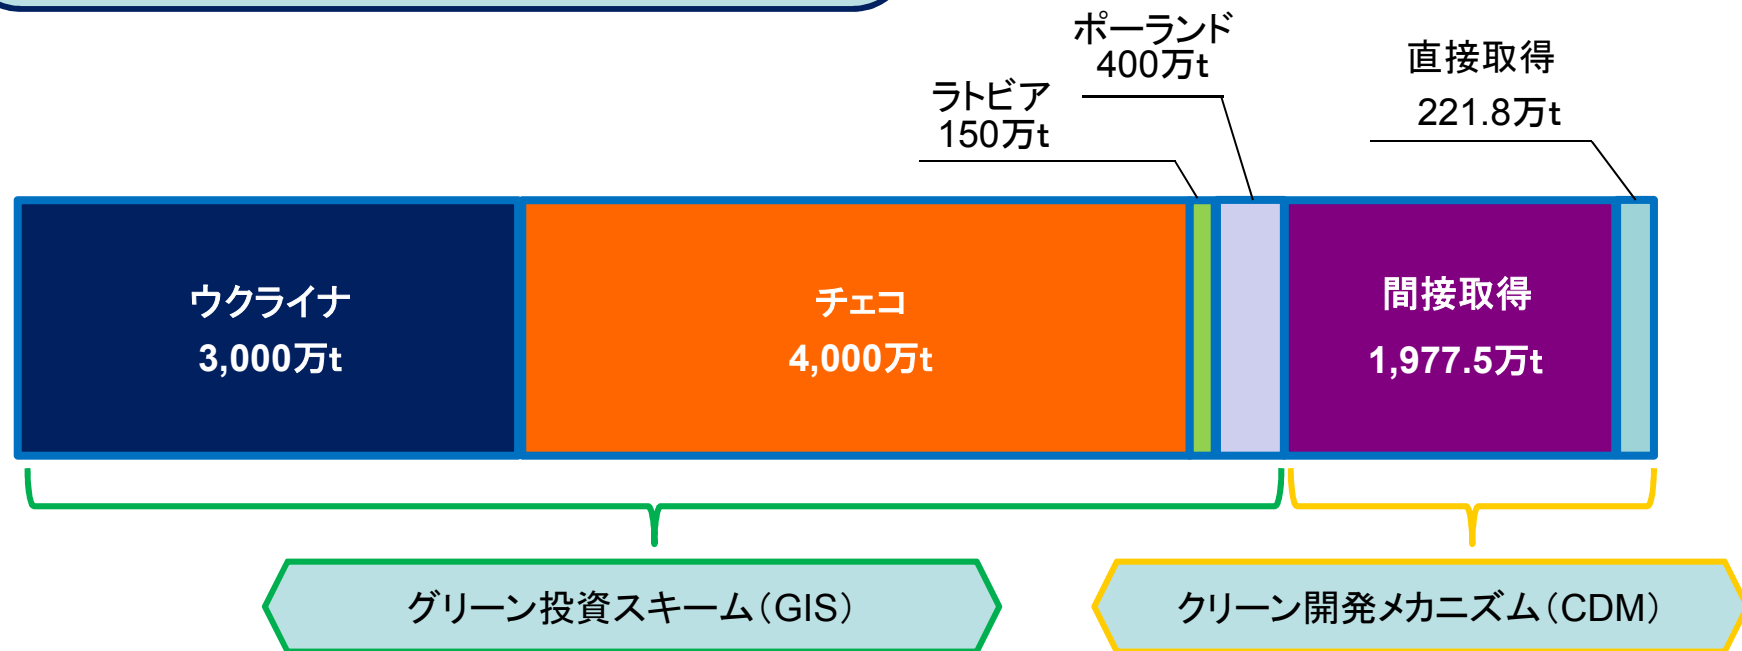 ポーランド
400万t
直接取得
221.8万t
ラトビア
150万t
ウクライナ
3,000万t
チェコ
4,000万t
間接取得
1,977.5万t
グリーン投資スキーム(GIS)
クリーン開発メカニズム(CDM)